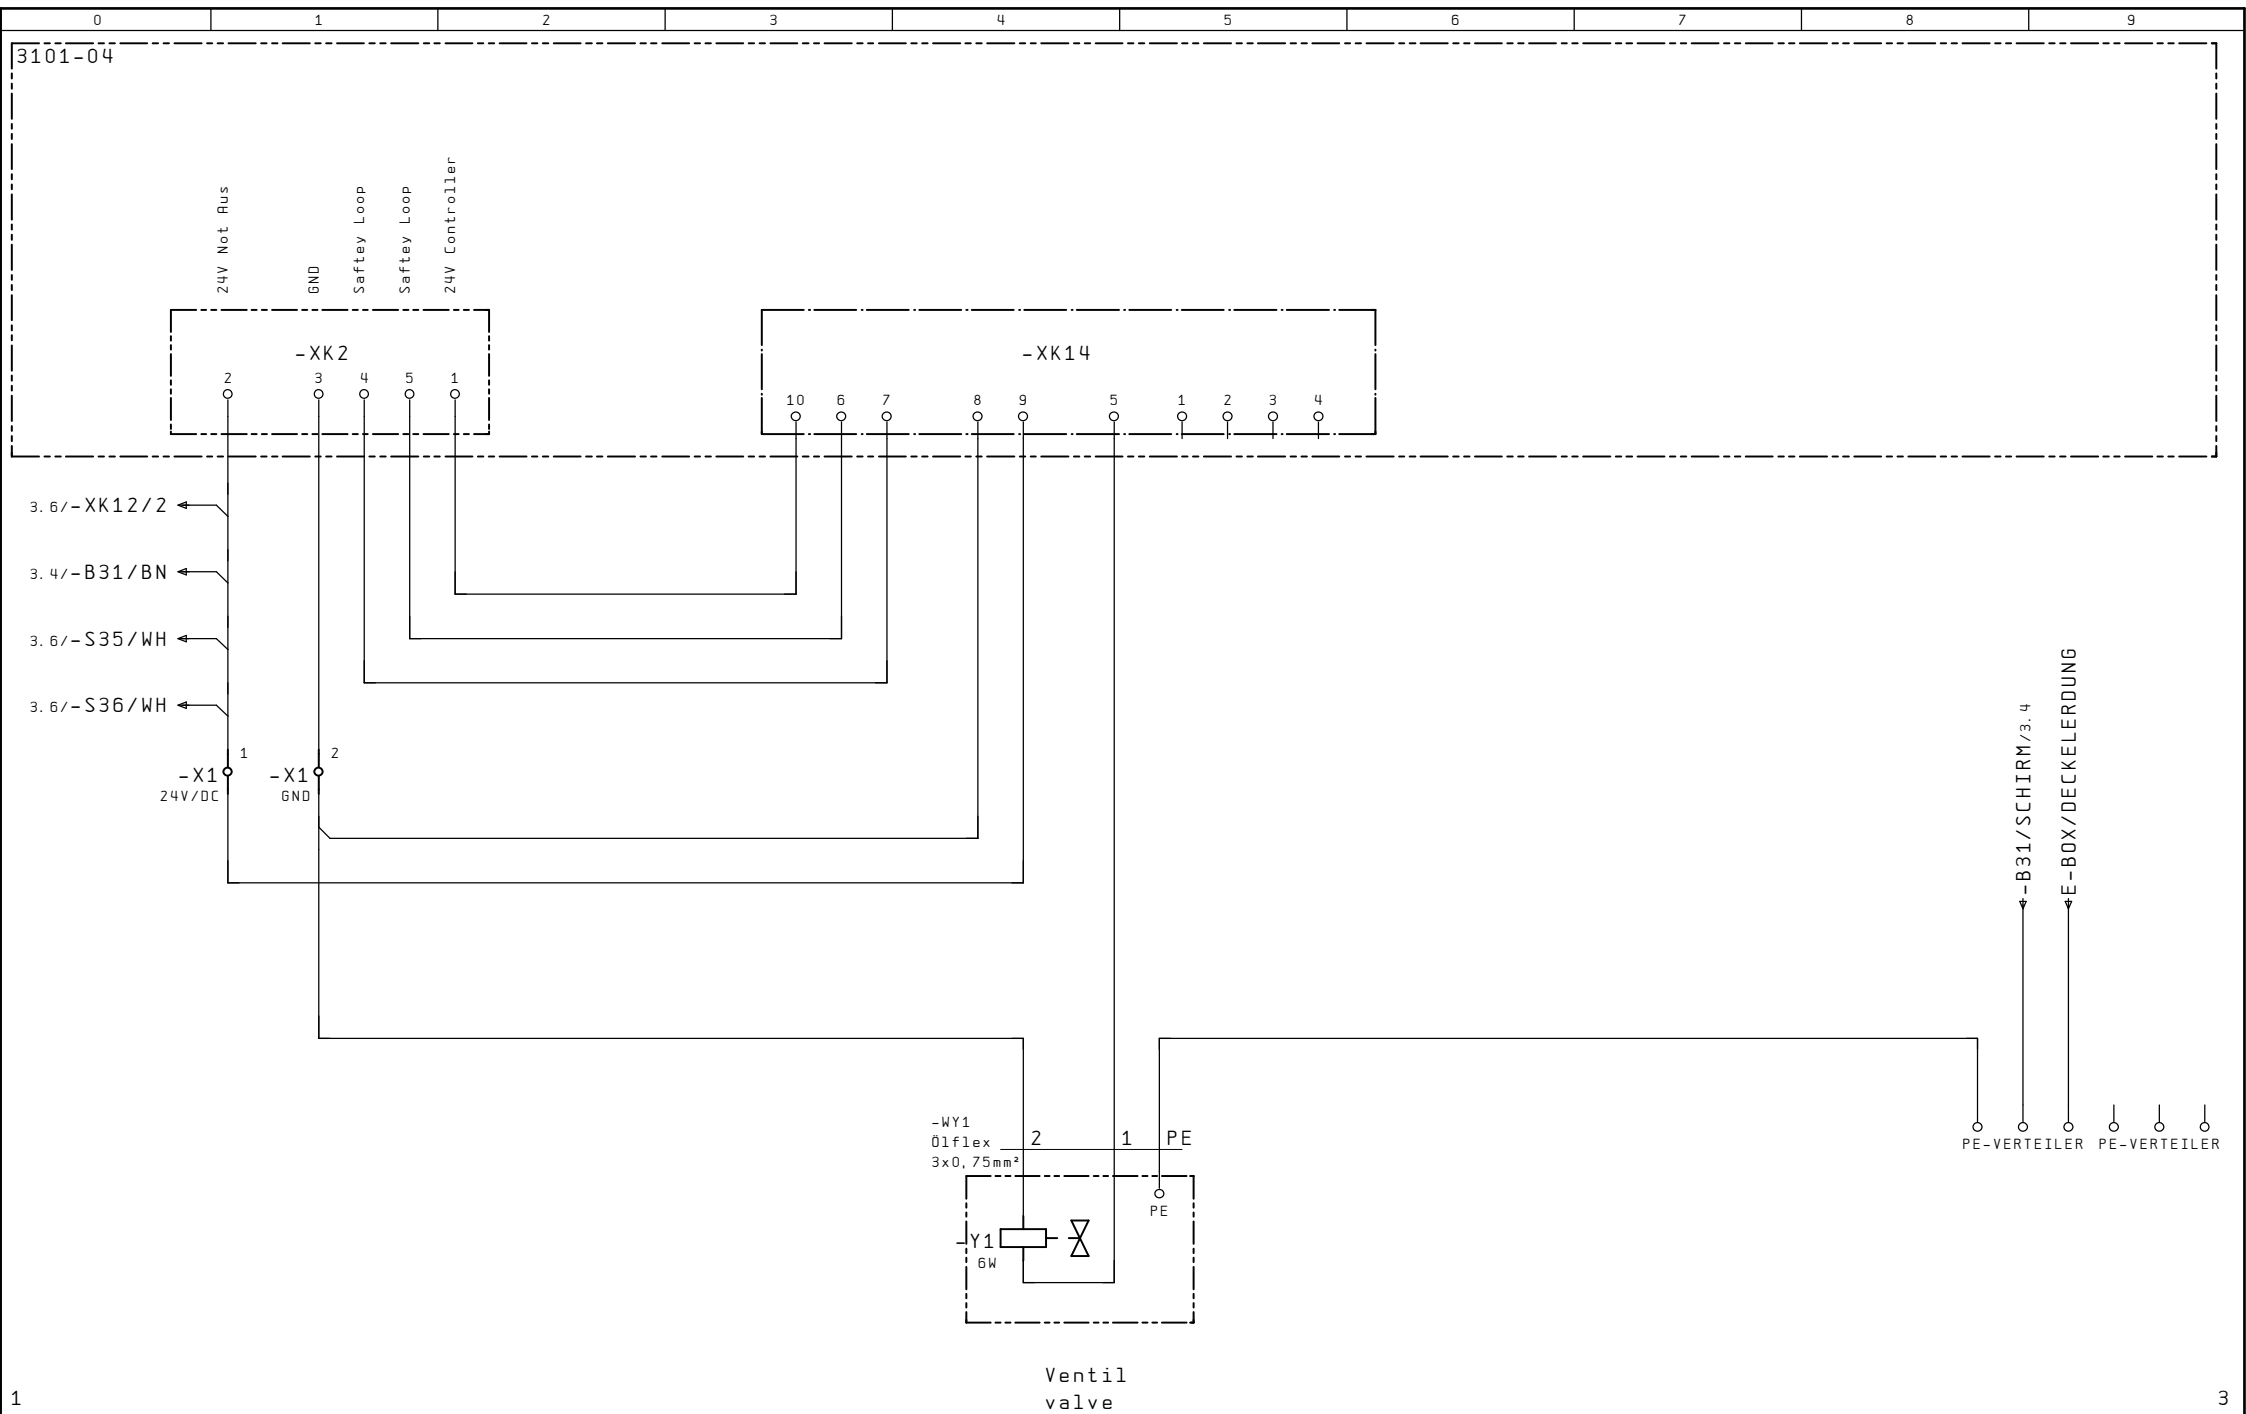 0 1 2 3 4 5 6 7 8 9
3101-04
24V Not Aus
GND
Saftey Loop
Saftey Loop
24V Controller
-XK2
2 3 4 5 1
-XK14
10 6 7 8 9 5 1 2 3 4
3.6/-XK12/2
3.4/-B31/BN
3.6/-S35/WH
3.6/-S36/WH
1
-X1
24V/DC
2
-X1
GND
-B31/SCHIRM/3.4
E-BOX/DECKELERDUNG
PE-VERTEILER PE-VERTEILER
-WY1
Ölflex
3x0,75mm²
2 1 PE
PE
-Y1
6W
Ventil
valve
1
3